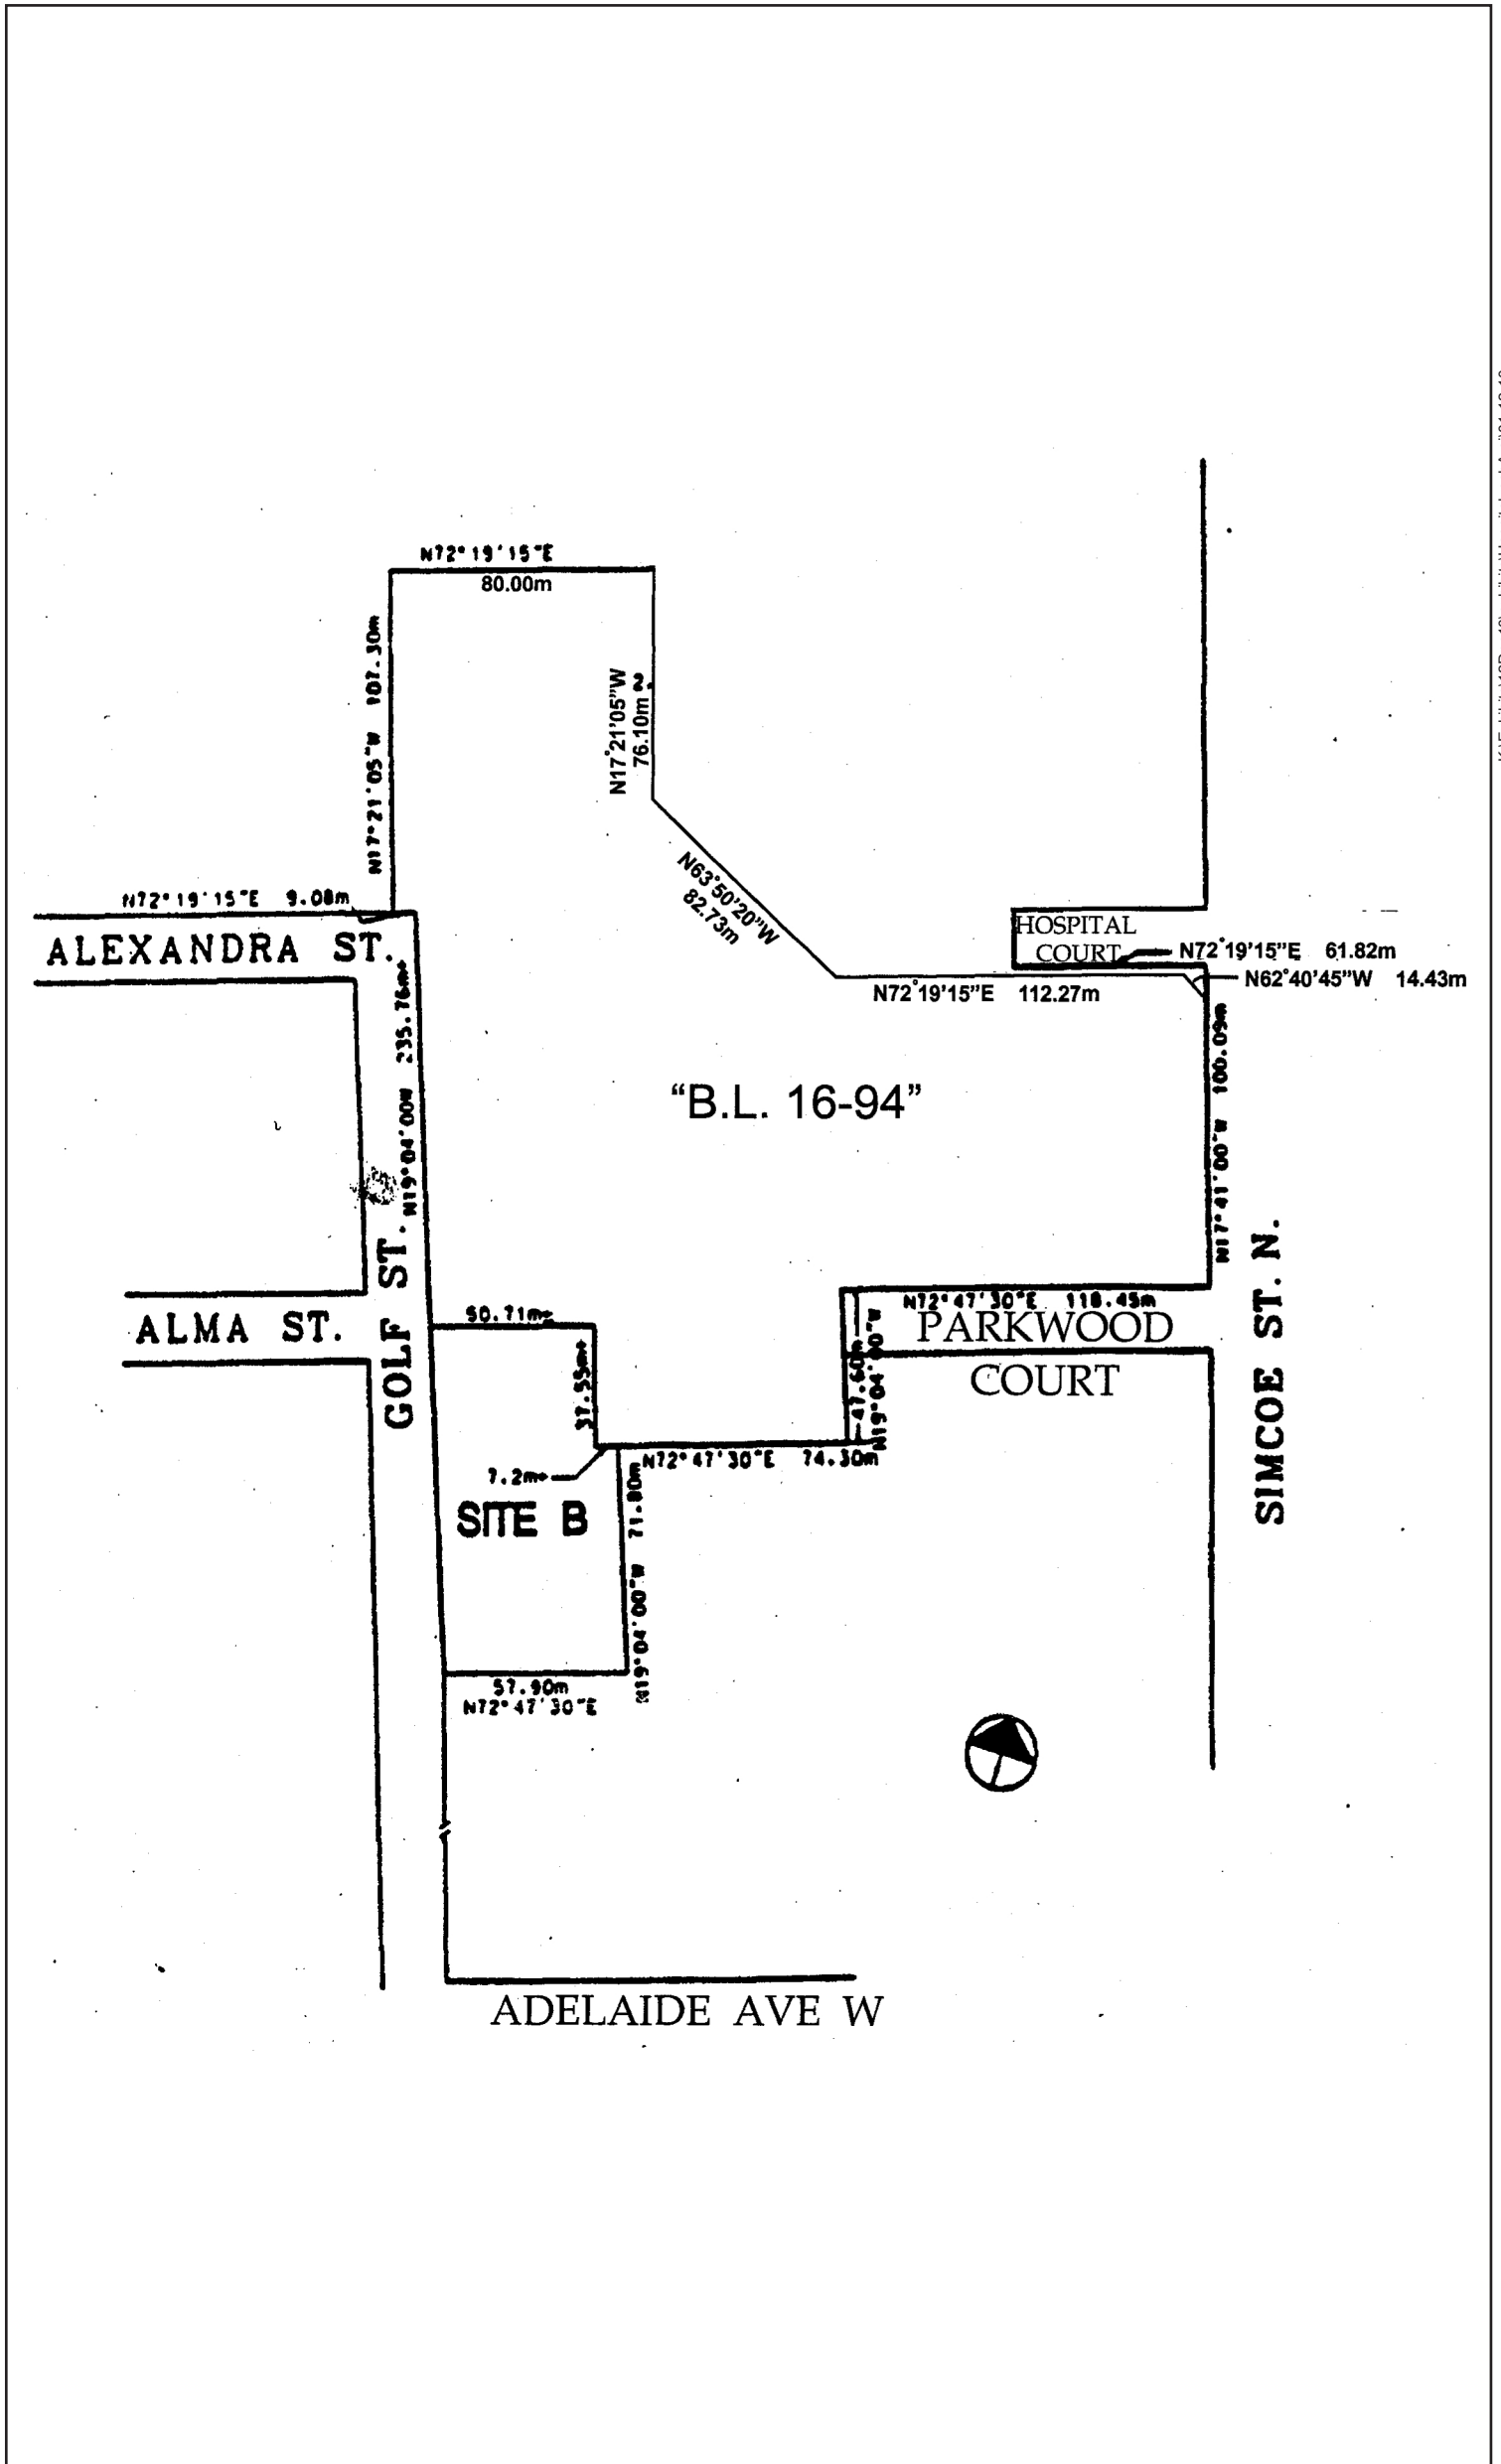 N72°19'15"E
80.00m
N17°21'05"W 107.30m
N17°21'05"W
76.10m
N63°50'20"W
82.73m
N72°19'15"E 9.08m
ALEXANDRA ST.
HOSPITAL
COURT
N72°19'15"E 61.82m
N62°40'45"W 14.43m
N72°19'15"E 112.27m
N19°04'00W 235.76m
"B.L. 16-94"
N17°41'00"W 100.09m
N72°47'30"E 118.45m
PARKWOOD
COURT
ALMA ST.
GOLF ST.
50.71m
37.55m
47.60m
N19°04'00"W
SIMCOE ST. N.
N72°47'30"E 74.30m
7.2m
SITE B
N19°04'00"W 71.80m
57.90m
N72°47'30"E
ADELAIDE AVE W